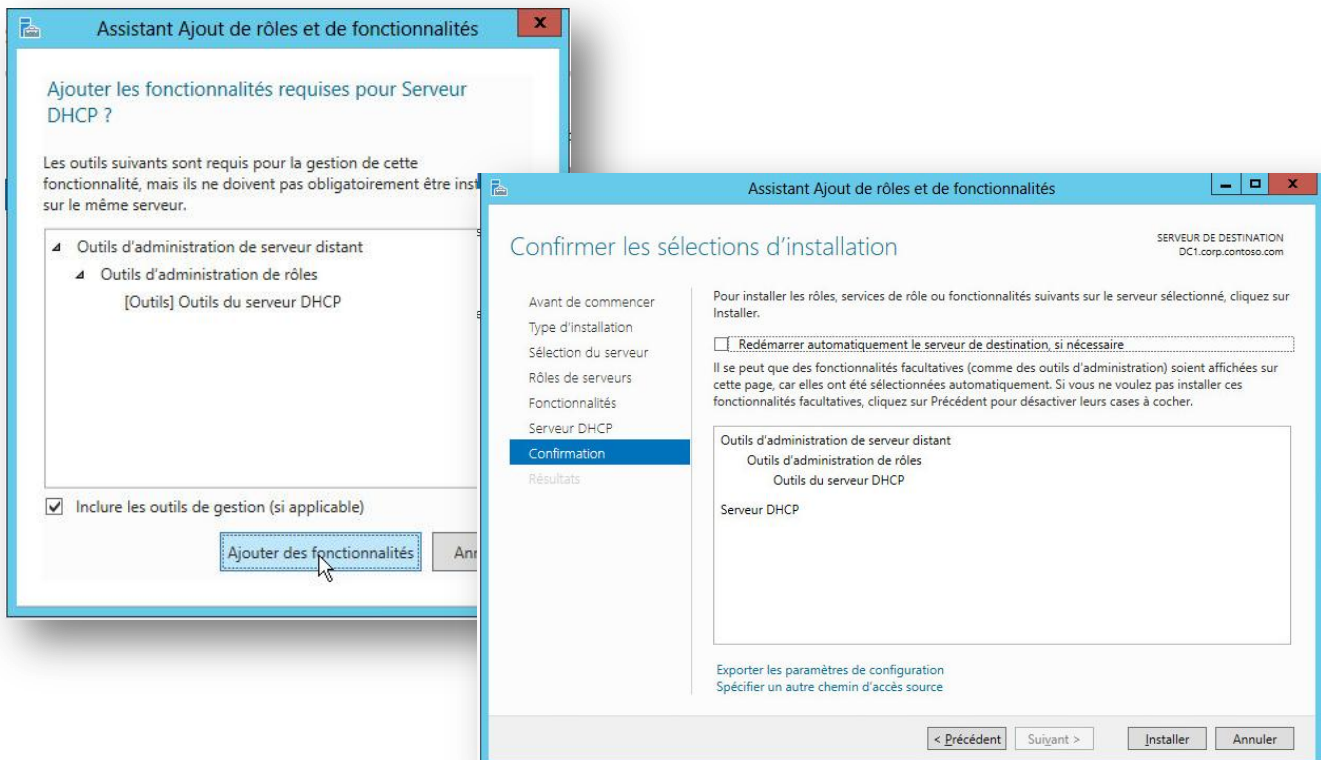 Assistant Ajout de rôles et de fonctionnalités
x
Ajouter les fonctionnalités requises pour Serveur
DHCP ?
Les outils suivants sont requis pour la gestion de cette
fonctionnalité, mais ils ne doivent pas obligatoirement être
sur le même serveur.
Outils d'administration de serveur distant
Outils d'administration de rôles
[Outils] Outils du serveur DHCP
Inclure les outils de gestion (si applicable)
Ajouter des fonctionnalités
Assistant Ajout de rôles et de fonctionnalités
x
Confirmer les sélections d'installation
SERVEUR DE DESTINATION
DC1.corp.contoso.com
Avant de commencer
Type d'installation
Sélection du serveur
Rôles de serveurs
Fonctionnalités
Serveur DHCP
Confirmation
Résultats
Pour installer les rôles, services de rôle ou fonctionnalités suivants sur le serveur sélectionné, cliquez sur
Installer.
Redémarrer automatiquement le serveur de destination, si nécessaire
Il se peut que des fonctionnalités facultatives (comme des outils d'administration) soient affichées sur
cette page, car elles ont été sélectionnées automatiquement. Si vous ne voulez pas installer ces
fonctionnalités facultatives, cliquez sur Précédent pour désactiver leurs cases à cocher.
Outils d'administration de serveur distant
Outils d'administration de rôles
Outils du serveur DHCP
Serveur DHCP
Exporter les paramètres de configuration
Spécifier un autre chemin d'accès source
< Précédent
Suivant >
Installer
Annuler